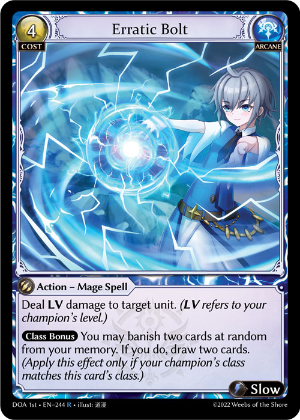 4
Erratic Bolt
COST
ARCANE
Action – Mage Spell
Deal LV damage to target unit. (LV refers to
your champion's level.)
Class Bonus You may banish two cards at
random from your memory. If you do, draw two cards.
(Apply this effect only if your champion's class
matches this card's class.)
Slow
DOA 1st • EN-244 R • illust: 道漫
©2022 Weebs of the Shore